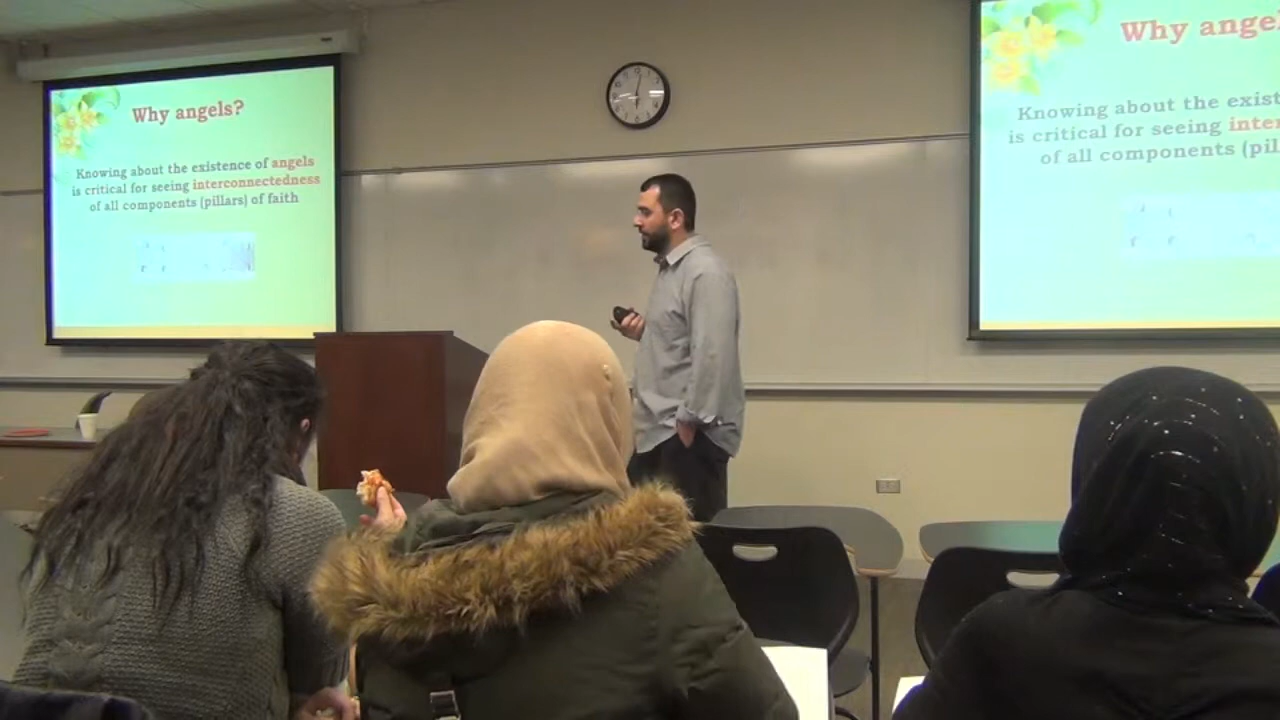 Why angels?
Knowing about the existence of angels
is critical for seeing interconnectedness
of all components (pillars) of faith
Why ange
Knowing about the exist
is critical for seeing inter
of all components (pil